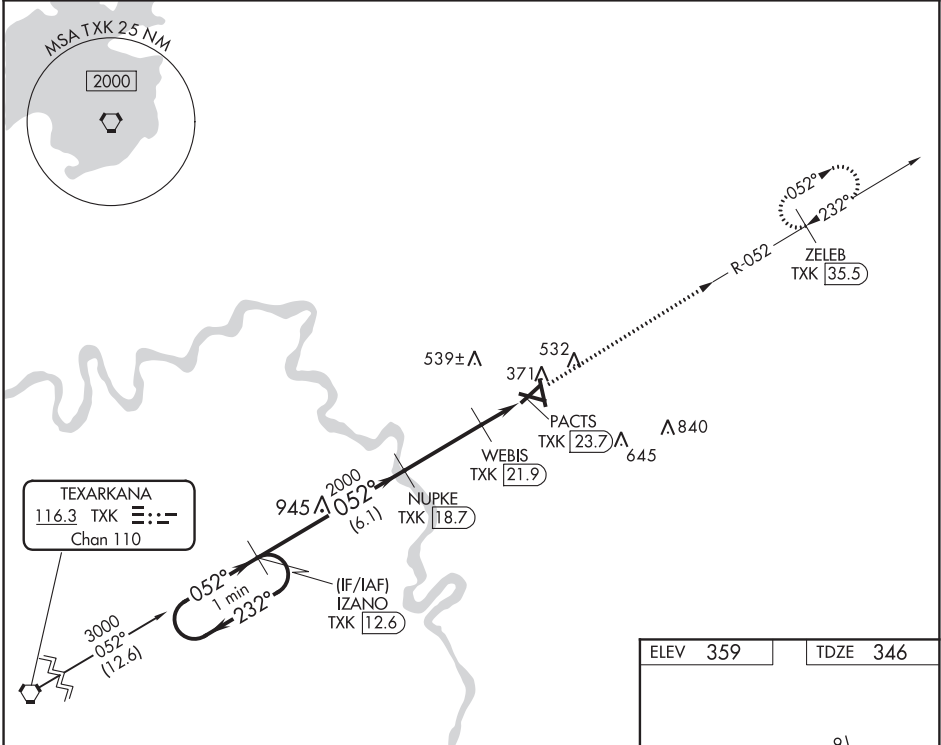 MSA TXK 25 NM
2000
052°
232°
ZELEB
TXK 35.5
R-052
539±
532
371
PACTS
TXK 23.7
840
645
WEBIS
TXK 21.9
NUPKE
TXK 18.7
945
2000
052°
(6.1)
TEXARKANA
116.3 TXK
Chan 110
052°
1 min
232°
(IF/IAF)
IZANO
TXK 12.6
3000
052°
(12.6)
ELEV 359
TDZE 346